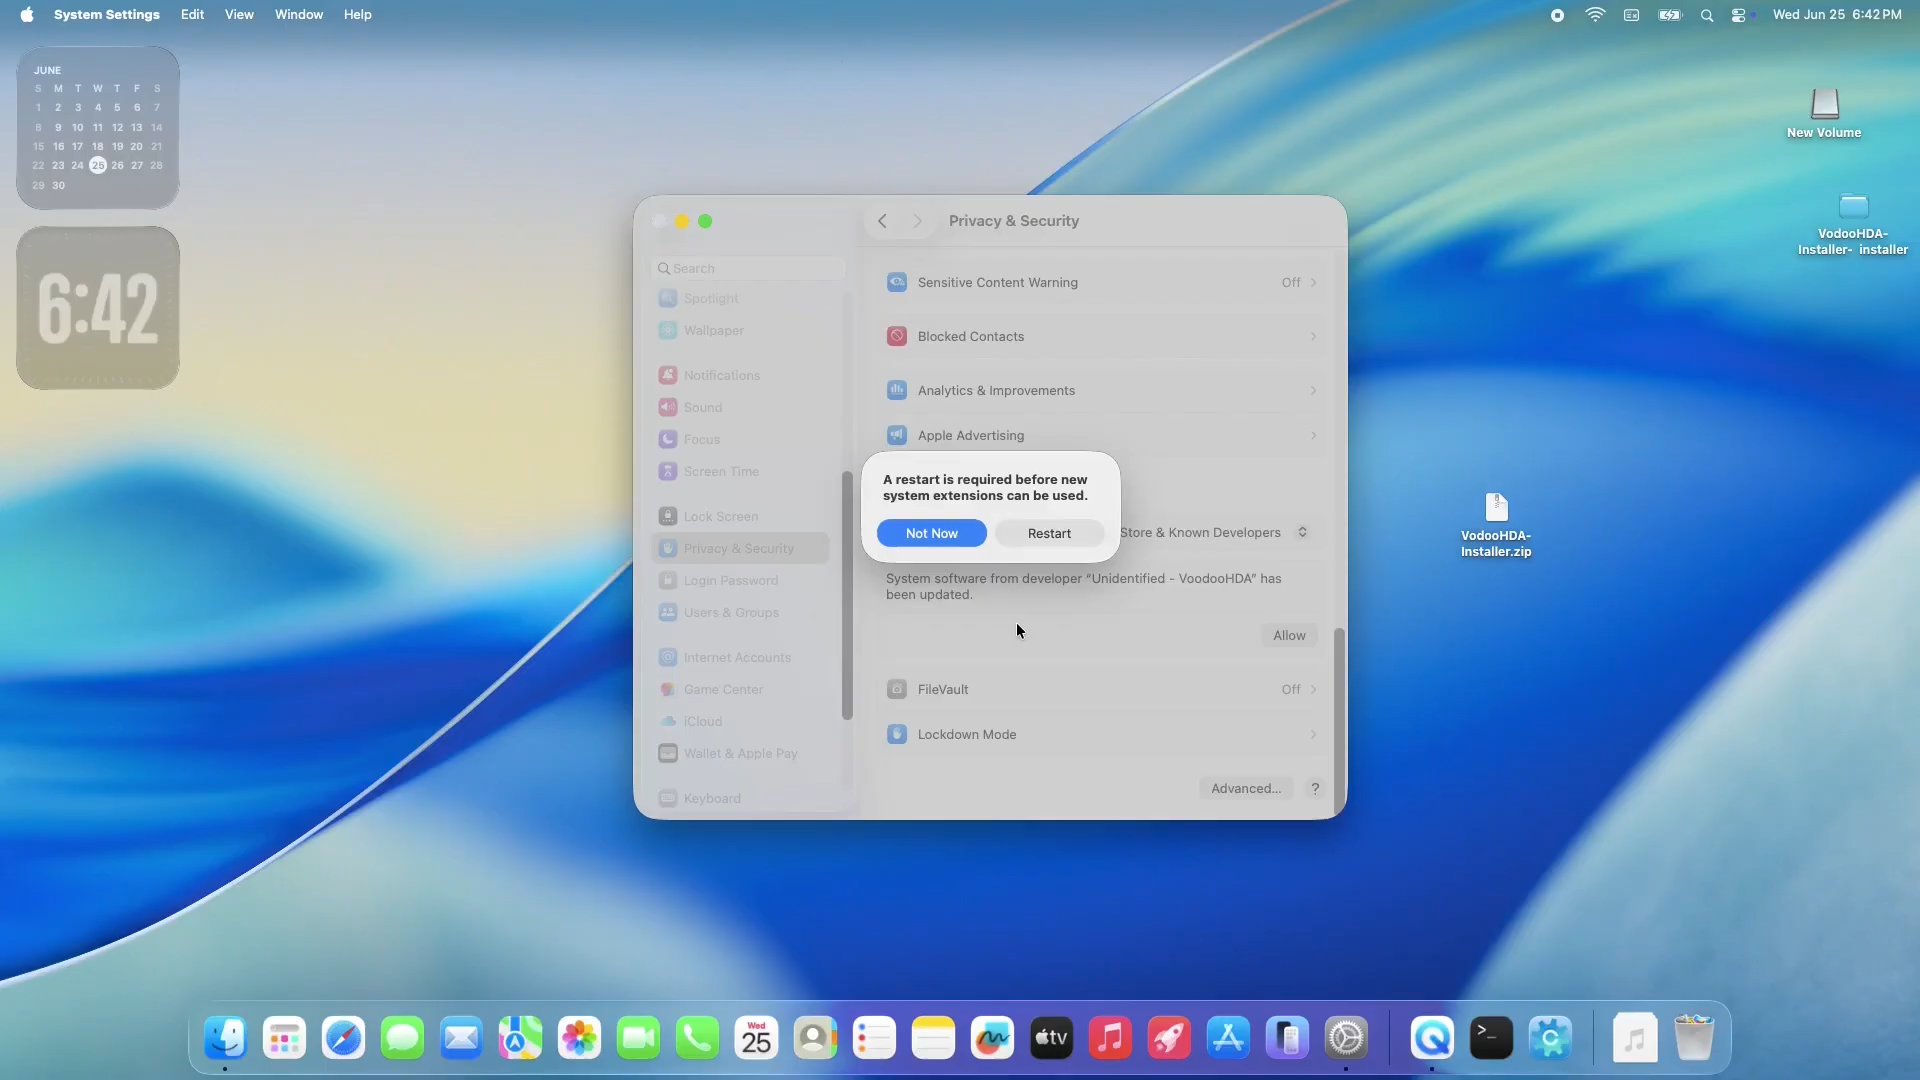 System Settings Edit View Window Help
Wed Jun 25 6:42 PM
JUNE
S M T W T F S
1 2 3 4 5 6 7
8 9 10 11 12 13 14
15 16 17 18 19 20 21
22 23 24 25 26 27 28
29 30
6:42
New Volume
VodooHDA-
Installer- installer
VodooHDA-
Installer.zip
Search
Spotlight
Wallpaper
Notifications
Sound
Focus
Screen Time
Lock Screen
Privacy & Security
Login Password
Users & Groups
Internet Accounts
Game Center
iCloud
Wallet & Apple Pay
Keyboard
Privacy & Security
Sensitive Content Warning Off
Blocked Contacts
Analytics & Improvements
Apple Advertising
A restart is required before new
system extensions can be used.
Not Now Restart
Store & Known Developers
System software from developer “Unidentified - VoodooHDA” has
been updated.
Allow
FileVault Off
Lockdown Mode
Advanced... ?
Wed
25
tv